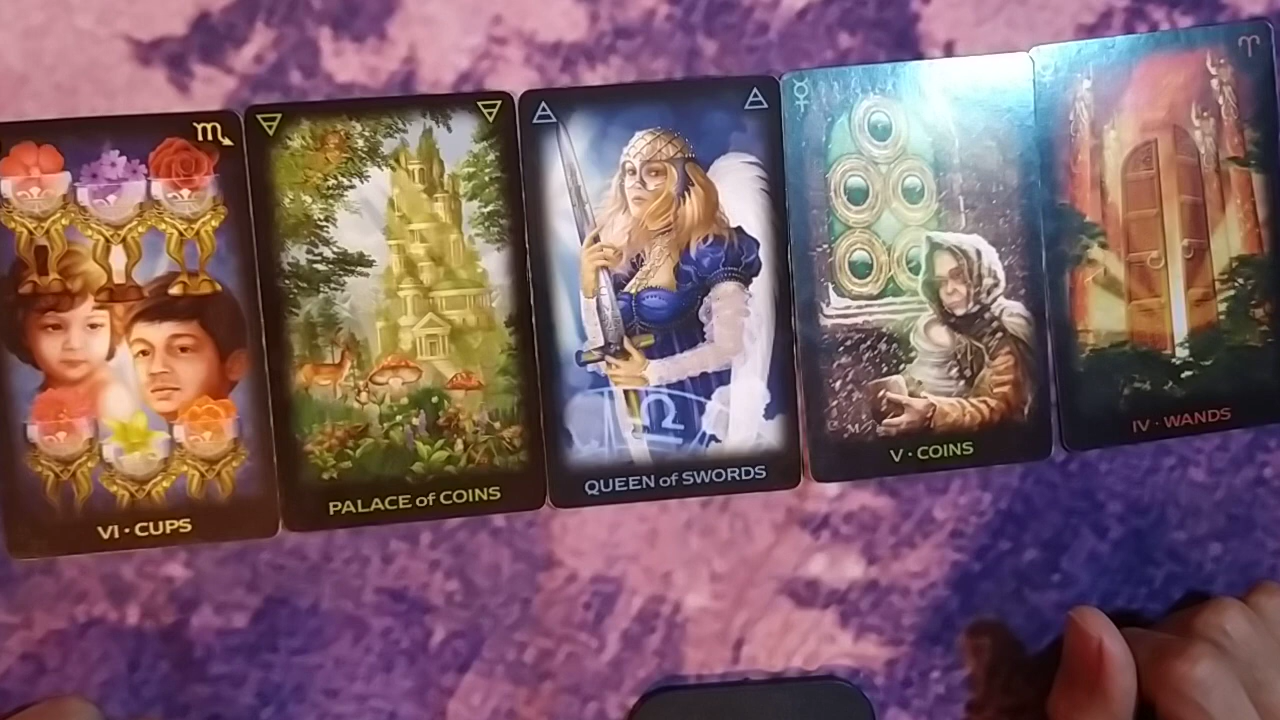 VI · CUPS
PALACE of COINS
QUEEN of SWORDS
V · COINS
IV · WANDS